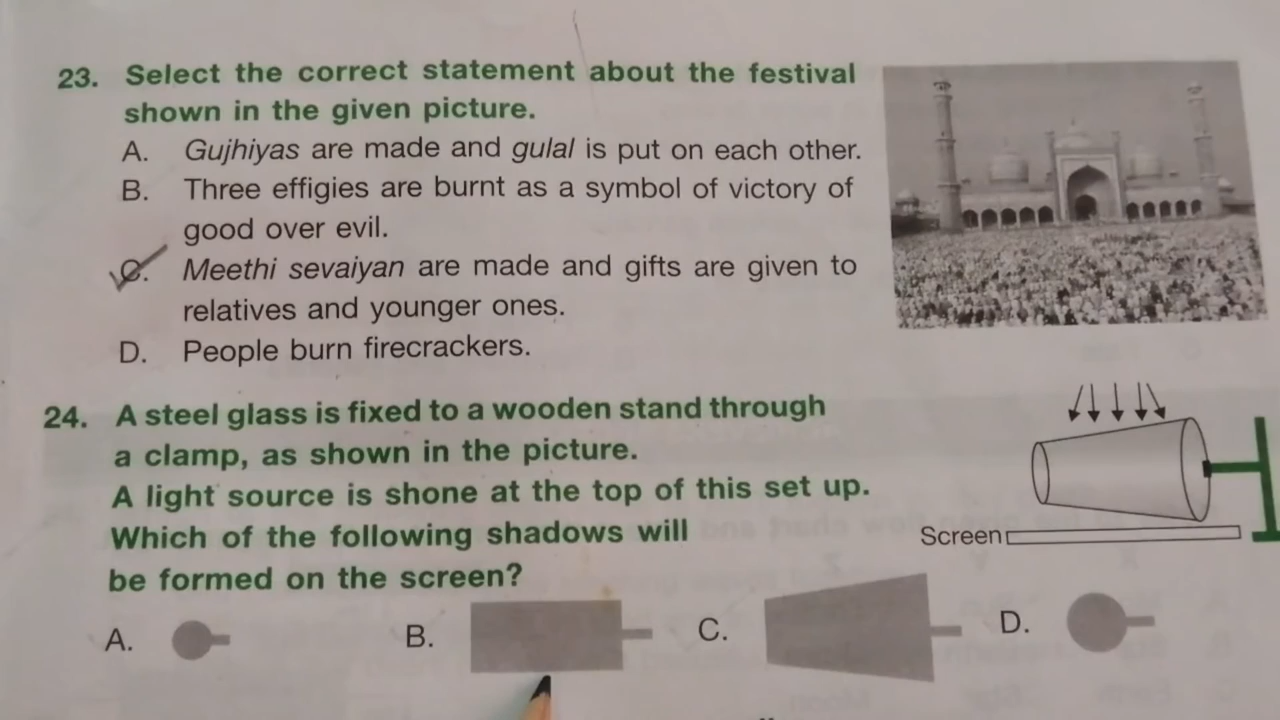 23. Select the correct statement about the festival
shown in the given picture.
A. Gujhiyas are made and gulal is put on each other.
B. Three effigies are burnt as a symbol of victory of
good over evil.
C. Meethi sevaiyan are made and gifts are given to
relatives and younger ones.
D. People burn firecrackers.
24. A steel glass is fixed to a wooden stand through
a clamp, as shown in the picture.
A light source is shone at the top of this set up.
Which of the following shadows will
be formed on the screen?
Screen
A. B. C. D.